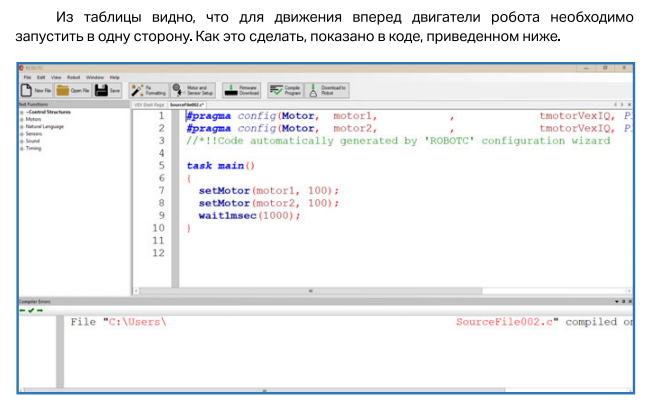 Из таблицы видно, что для движения вперед двигатели робота необходимо
запустить в одну сторону. Как это сделать, показано в коде, приведенном ниже.
ROBOTC
File Edit View Robot Window Help
New File Open File Save Fix Formatting Motor and Sensor Setup Firmware Download Compile Program Download to Robot
Text Functions
Control Structures
Motors
Natural Language
Sensors
Sound
Timing
VEX Start Page SourceFile002.c*
1 #pragma config(Motor, motor1, , tmotorVexIQ, P
2 #pragma config(Motor, motor2, , tmotorVexIQ, P
3 //*!!Code automatically generated by 'ROBOTC' configuration wizard
4
5 task main()
6 {
7 setMotor(motor1, 100);
8 setMotor(motor2, 100);
9 wait1msec(1000);
10 }
11
12
Compiler Errors
File "C:\Users\ SourceFile002.c" compiled on